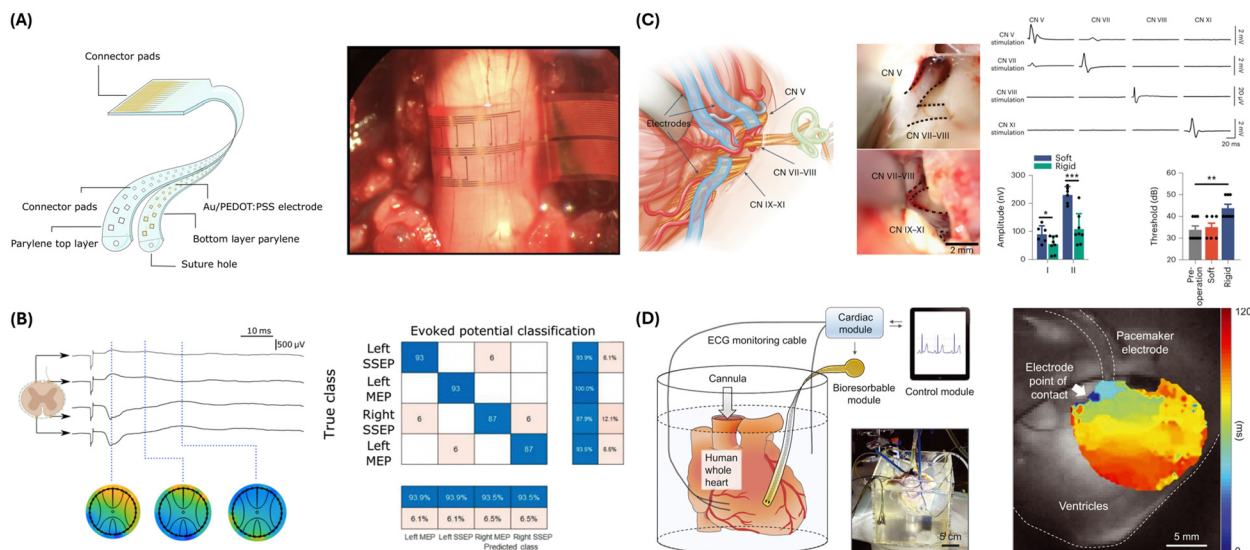 (A)
Connector pads
Connector pads
Au/PEDOT:PSS electrode
Parylene top layer
Bottom layer parylene
Suture hole
(B)
10 ms
500 µV
Evoked potential classification
True class
Left
SSEP
93
6
93.9%
6.1%
Left
MEP
93
100.0%
Right
SSEP
6
87
6
87.9%
12.1%
Left
MEP
6
87
93.5%
6.5%
93.9%
93.9%
93.5%
93.5%
6.1%
6.1%
6.5%
6.5%
Left MEP
Left SSEP
Right MEP
Right SSEP
Predicted class
(C)
Electrodes
CN V
CN VII–VIII
CN IX–XI
CN V
CN VII–VIII
CN VII–VIII
CN IX–XI
2 mm
CN V
CN VII
CN VIII
CN XI
CN V
stimulation
2 mV
CN VII
stimulation
2 mV
CN VIII
stimulation
20 µV
CN XI
stimulation
2 mV
20 ms
Soft
Rigid
Amplitude (nV)
300
200
100
0
*
***
I
II
Threshold (dB)
60
50
40
30
**
Pre-
operation
Soft
Rigid
(D)
ECG monitoring cable
Cardiac
module
Cannula
Bioresorbable
module
Control module
Human
whole
heart
5 cm
Pacemaker
electrode
Electrode
point of
contact
Ventricles
5 mm
120
(ms)
0